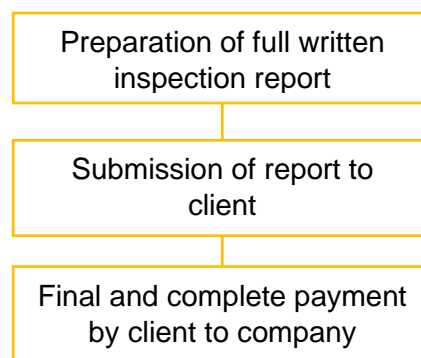 Preparation of full written
inspection report
Submission of report to
client
Final and complete payment
by client to company